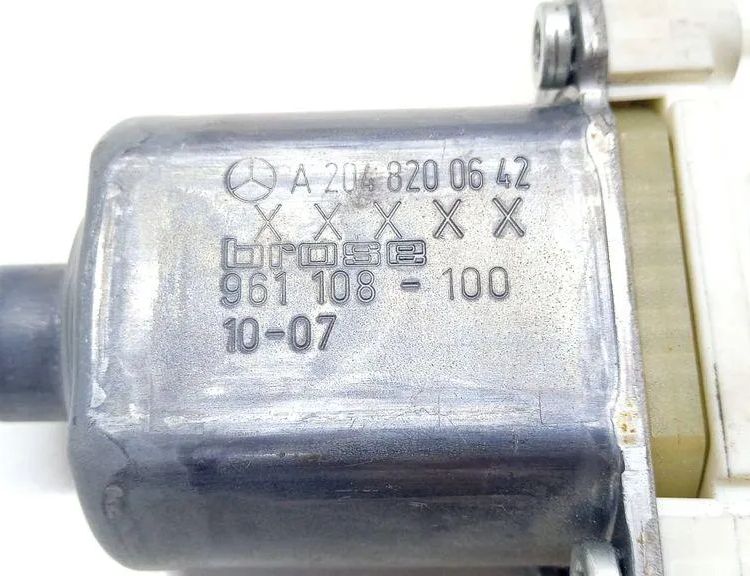 A 204 820 06 42
X X X X X
brose
961 108 - 100
10-07